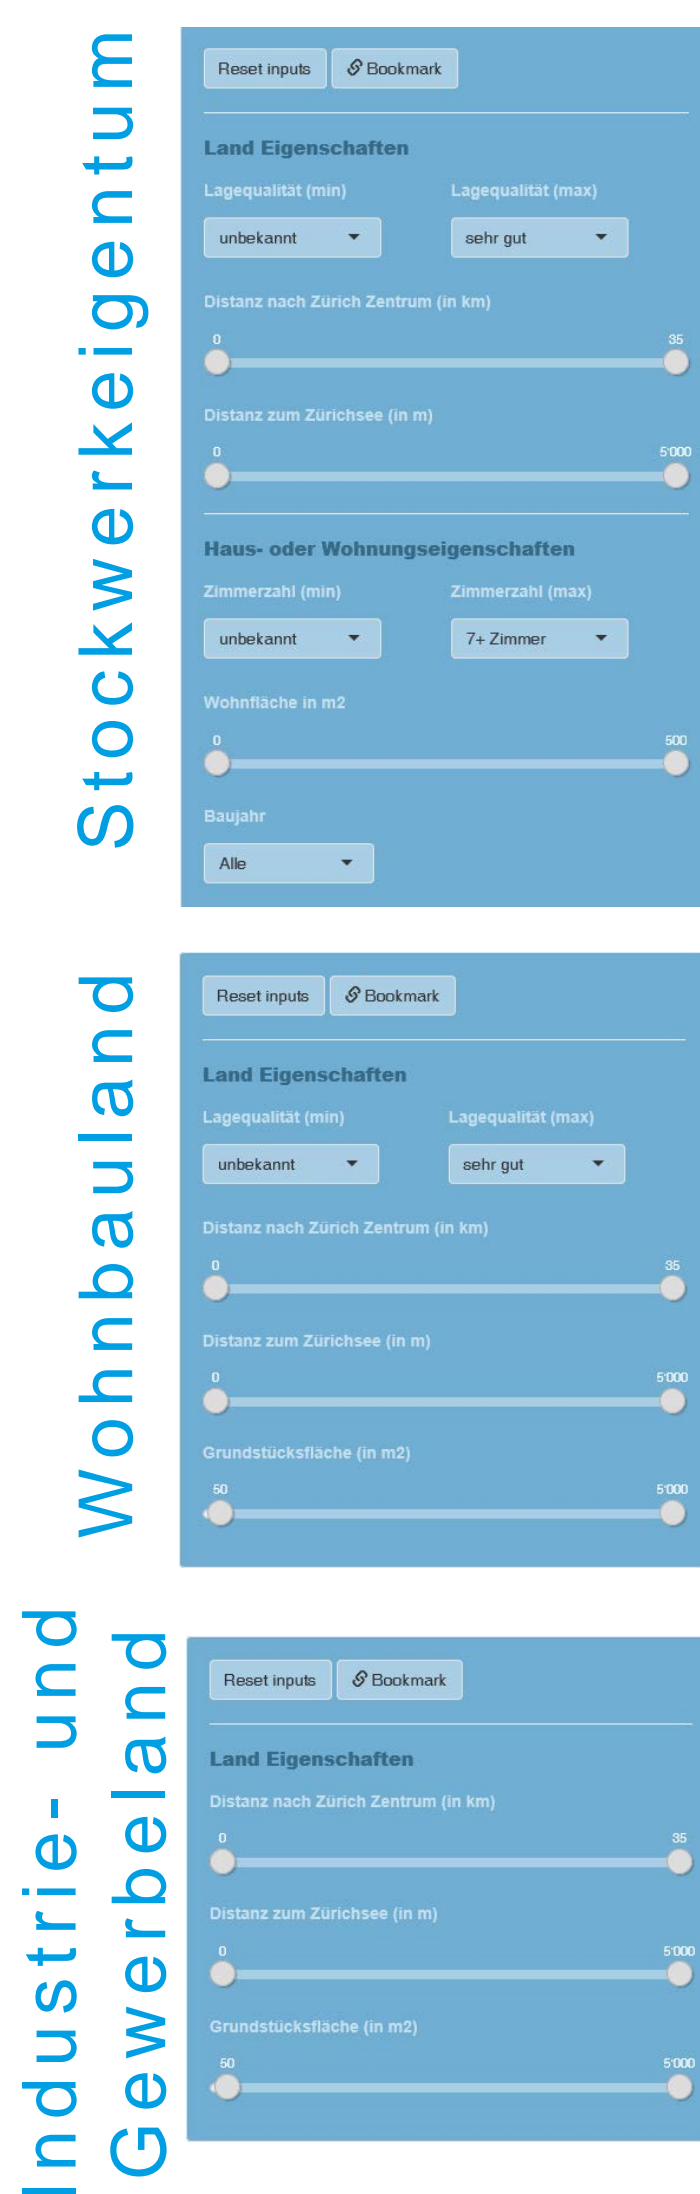 Stockwerkeigentum
Reset inputs Bookmark
Land Eigenschaften
Lagequalität (min) Lagequalität (max)
unbekannt sehr gut
Distanz nach Zürich Zentrum (in km)
0 35
Distanz zum Zürichsee (in m)
0 5'000
Haus- oder Wohnungseigenschaften
Zimmerzahl (min) Zimmerzahl (max)
unbekannt 7+ Zimmer
Wohnfläche in m2
0 500
Baujahr
Alle
Wohnbauland
Reset inputs Bookmark
Land Eigenschaften
Lagequalität (min) Lagequalität (max)
unbekannt sehr gut
Distanz nach Zürich Zentrum (in km)
0 35
Distanz zum Zürichsee (in m)
0 5'000
Grundstücksfläche (in m2)
50 5'000
Industrie- und
Gewerbeland
Reset inputs Bookmark
Land Eigenschaften
Distanz nach Zürich Zentrum (in km)
0 35
Distanz zum Zürichsee (in m)
0 5'000
Grundstücksfläche (in m2)
50 5'000